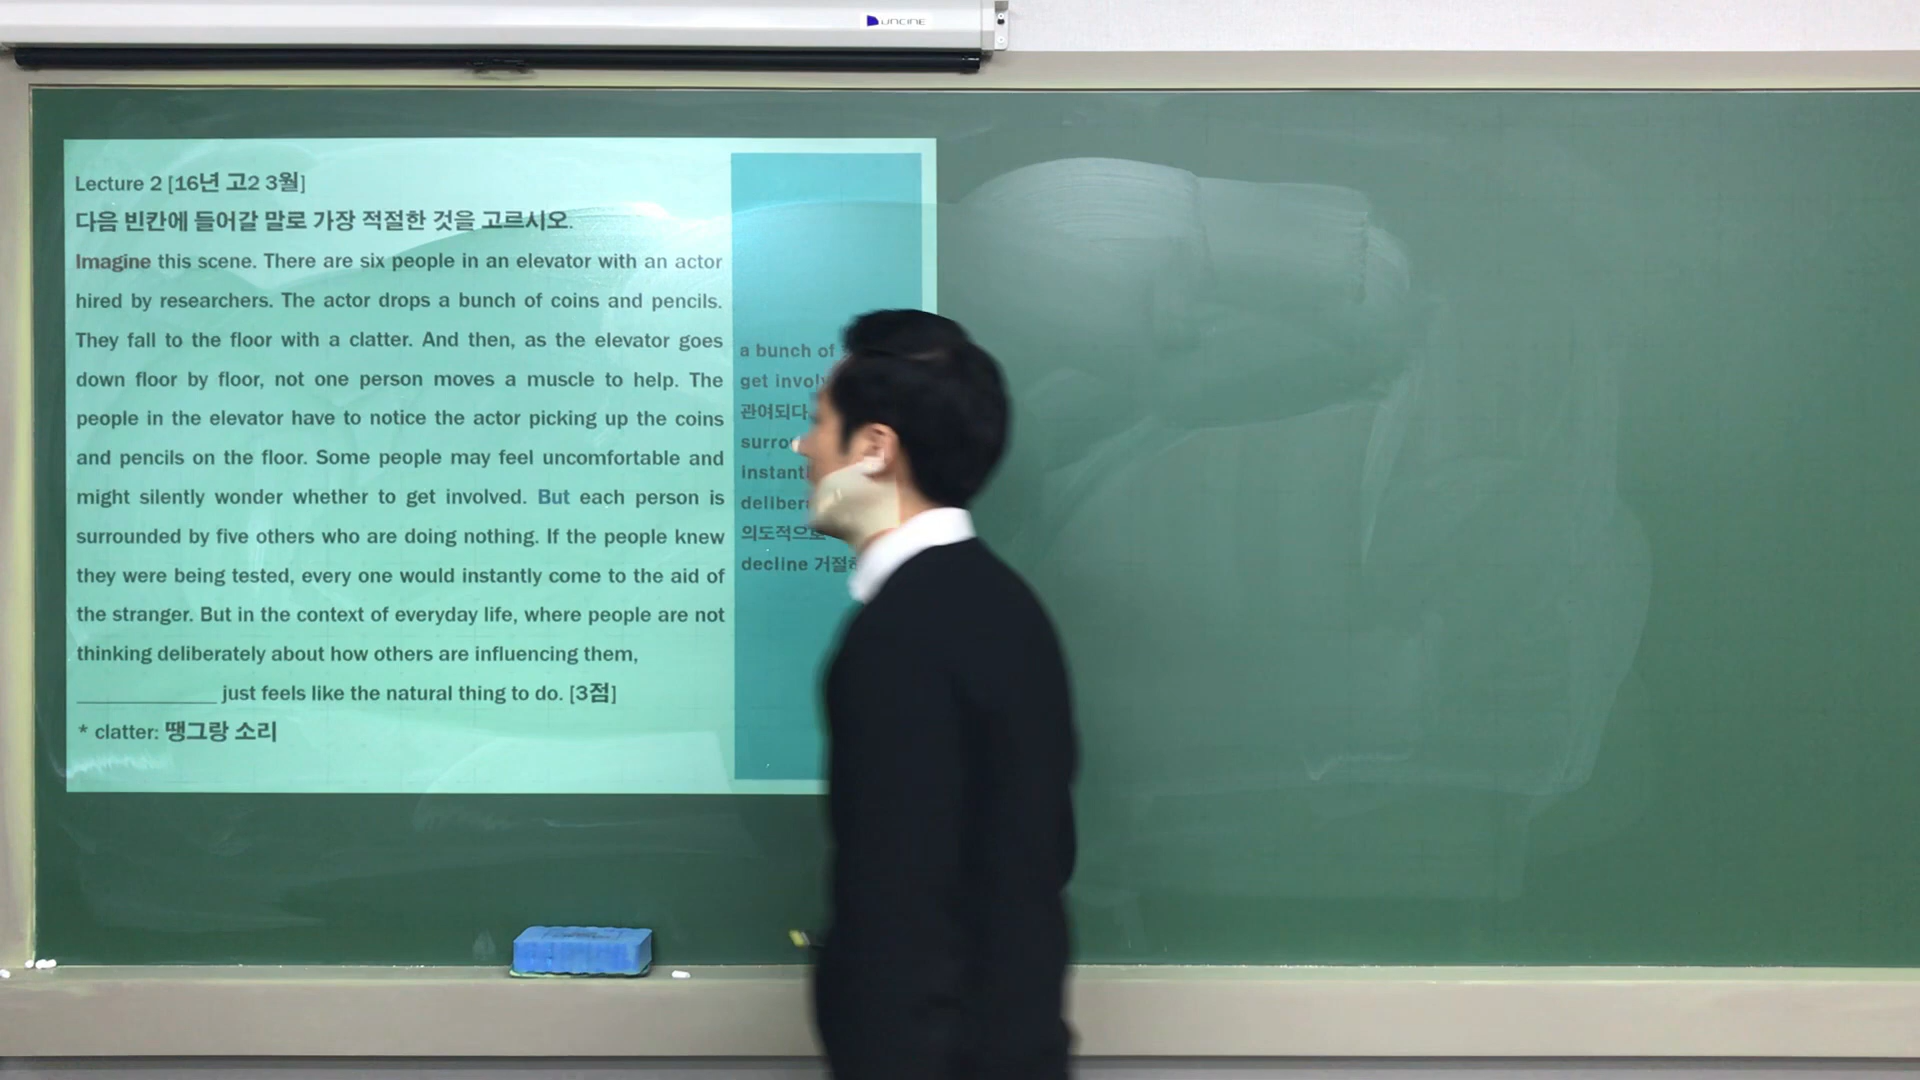 UNCINE
Lecture 2 [16년 고2 3월]
다음 빈칸에 들어갈 말로 가장 적절한 것을 고르시오.
Imagine this scene. There are six people in an elevator with an actor
hired by researchers. The actor drops a bunch of coins and pencils.
They fall to the floor with a clatter. And then, as the elevator goes
down floor by floor, not one person moves a muscle to help. The
people in the elevator have to notice the actor picking up the coins
and pencils on the floor. Some people may feel uncomfortable and
might silently wonder whether to get involved. But each person is
surrounded by five others who are doing nothing. If the people knew
they were being tested, every one would instantly come to the aid of
the stranger. But in the context of everyday life, where people are not
thinking deliberately about how others are influencing them,
____________ just feels like the natural thing to do. [3점]
* clatter: 땡그랑 소리
a bunch of
get
관여되다
의도적으로
decline